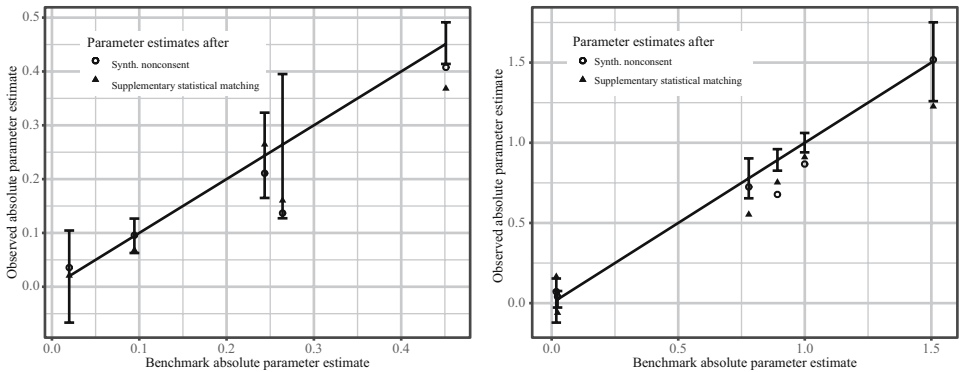 Observed absolute parameter estimate
0.5
0.4
0.3
0.2
0.1
0.0
Parameter estimates after
Synth. nonconsent
Supplementary statistical matching
0.0 0.1 0.2 0.3 0.4
Benchmark absolute parameter estimate
Observed absolute parameter estimate
1.5
1.0
0.5
0.0
Parameter estimates after
Synth. nonconsent
Supplementary statistical matching
0.0 0.5 1.0 1.5
Benchmark absolute parameter estimate